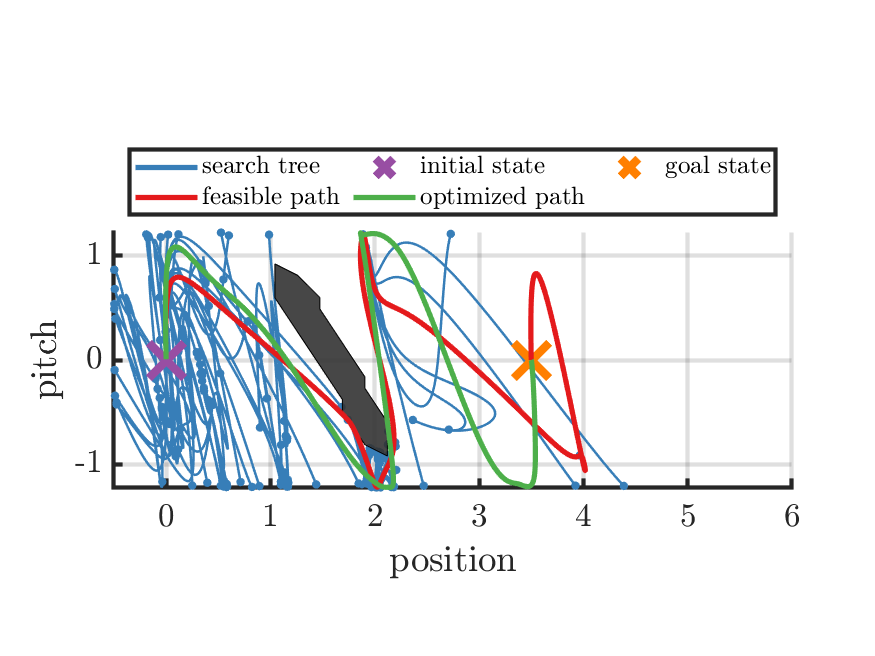 search tree initial state goal state
feasible path optimized path
1
0
-1
pitch
0 1 2 3 4 5 6
position